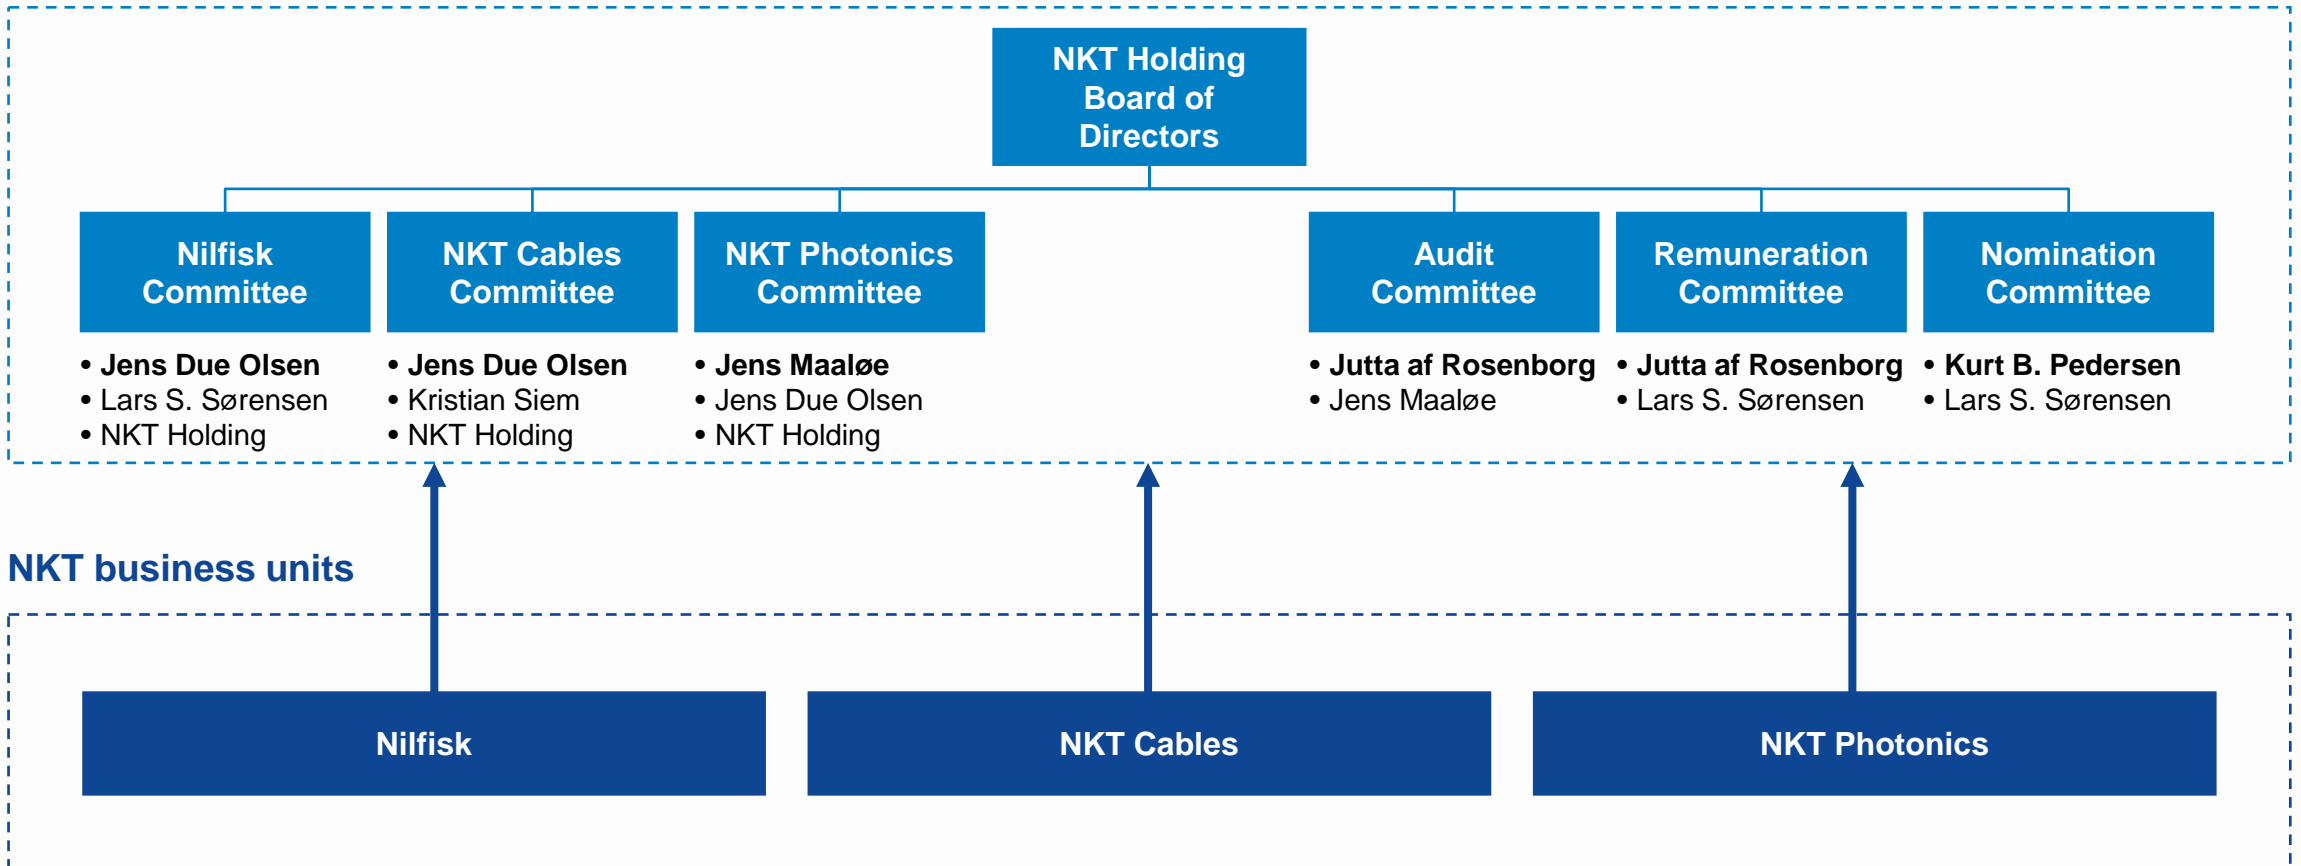 NKT Holding
Board of
Directors
Nilfisk
Committee
NKT Cables
Committee
NKT Photonics
Committee
Audit
Committee
Remuneration
Committee
Nomination
Committee
• Jens Due Olsen
• Lars S. Sørensen
• NKT Holding
• Jens Due Olsen
• Kristian Siem
• NKT Holding
• Jens Maaløe
• Jens Due Olsen
• NKT Holding
• Jutta af Rosenborg
• Jens Maaløe
• Jutta af Rosenborg
• Lars S. Sørensen
• Kurt B. Pedersen
• Lars S. Sørensen
NKT business units
Nilfisk
NKT Cables
NKT Photonics